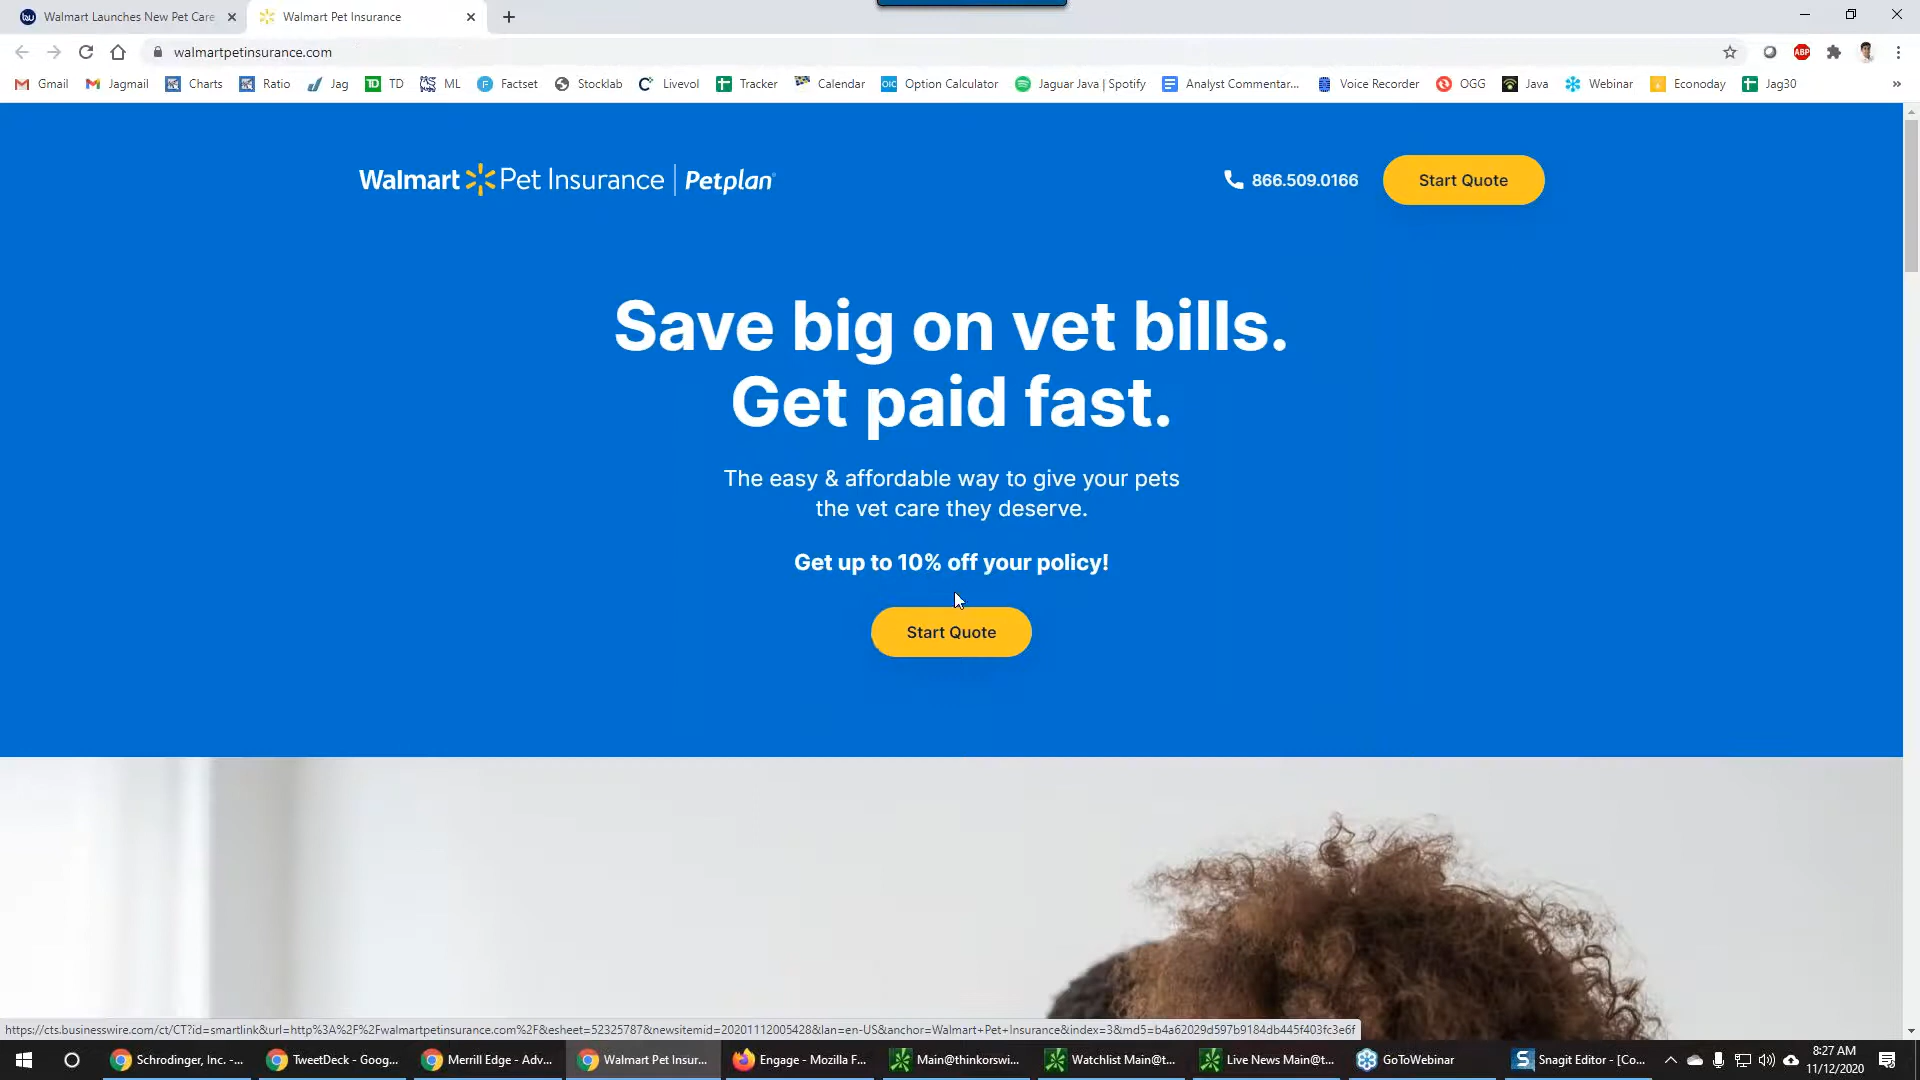 Walmart Launches New Pet Care
Walmart Pet Insurance
walmartpetinsurance.com
ABP
Gmail Jagmail Charts Ratio Jag TD TD ML Factset Stocklab Livevol Tracker Calendar OIC Option Calculator Jaguar Java | Spotify Analyst Commentar... Voice Recorder OGG Java Webinar Econoday Jag30 »
Walmart Pet Insurance | Petplan
866.509.0166
Start Quote
Save big on vet bills.
Get paid fast.
The easy & affordable way to give your pets
the vet care they deserve.
Get up to 10% off your policy!
Start Quote
https://cts.businesswire.com/ct/CT?id=smartlink&url=http%3A%2F%2Fwalmartpetinsurance.com%2F&esheet=52325787&newsitemid=20201112005428&lan=en-US&anchor=Walmart+Pet+Insurance&index=3&md5=b4a62029d597b9184db445f403fc3e6f
Schrodinger, Inc. -... TweetDeck - Goog... Merrill Edge - Adv... Walmart Pet Insur... Engage - Mozilla F... Main@thinkorswi... Watchlist Main@t... Live News Main@t... GoToWebinar Snagit Editor - [Co...
8:27 AM
11/12/2020